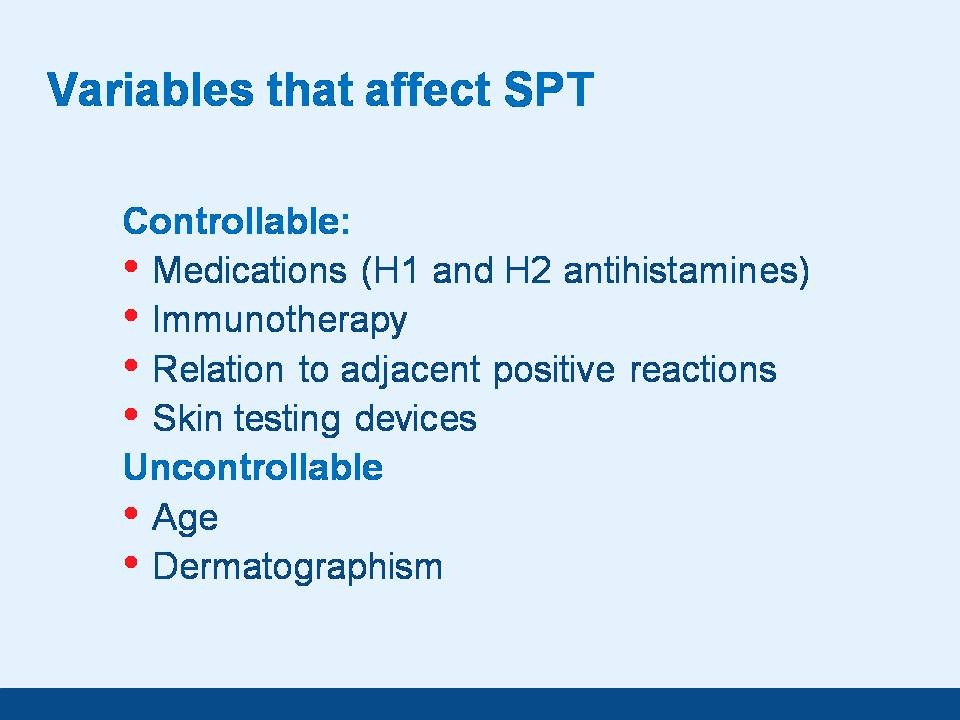 Variables that affect SPT
Controllable:
• Medications (H1 and H2 antihistamines)
• Immunotherapy
• Relation to adjacent positive reactions
• Skin testing devices
Uncontrollable
• Age
• Dermatographism